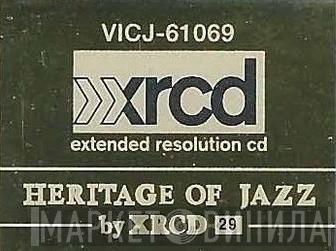 VICJ-61069
xrcd
extended resolution cd
HERITAGE OF JAZZ
by XRCD 29